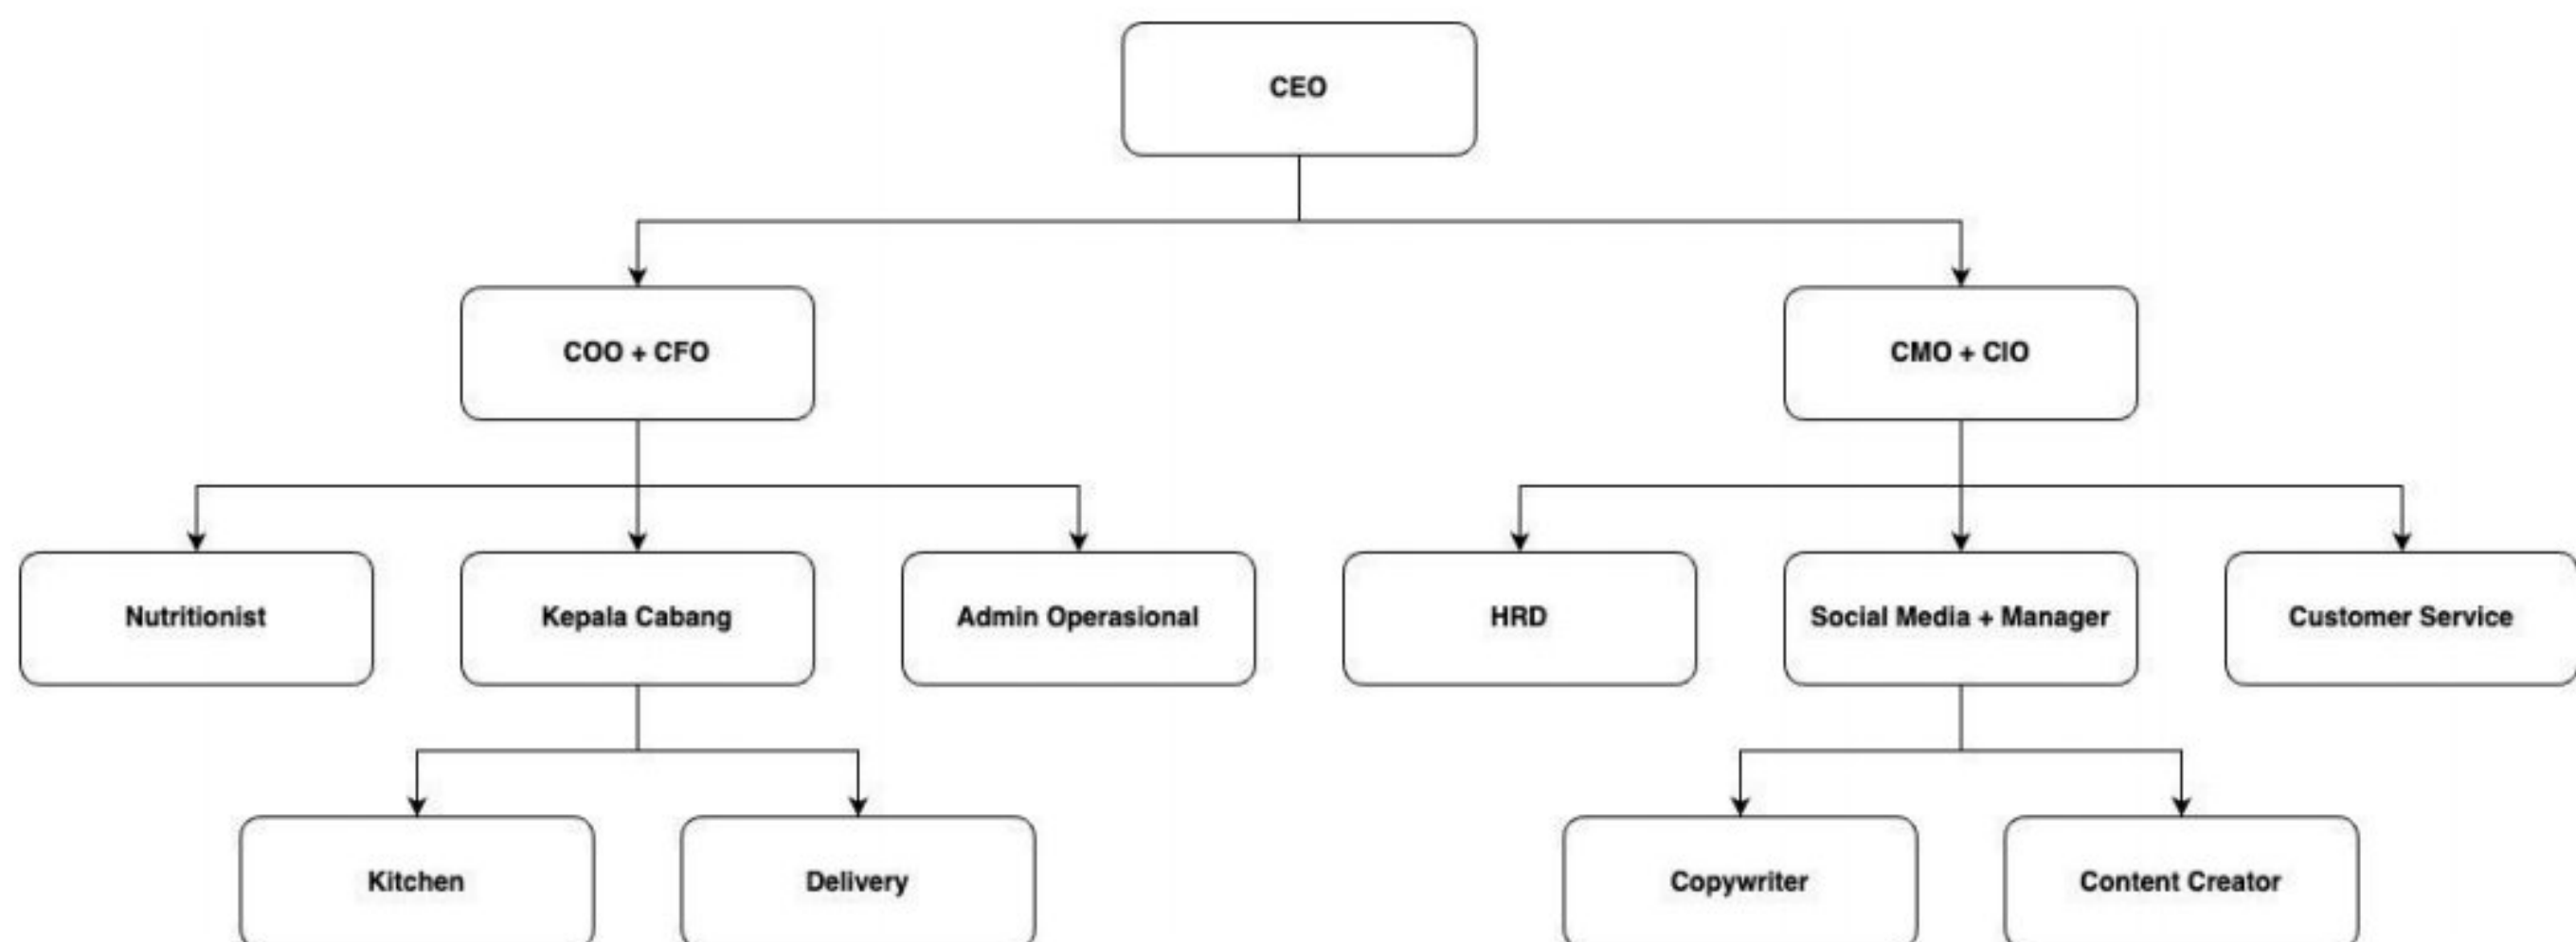 CEO
COO + CFO
CMO + CIO
Nutritionist
Kepala Cabang
Admin Operasional
HRD
Social Media + Manager
Customer Service
Kitchen
Delivery
Copywriter
Content Creator